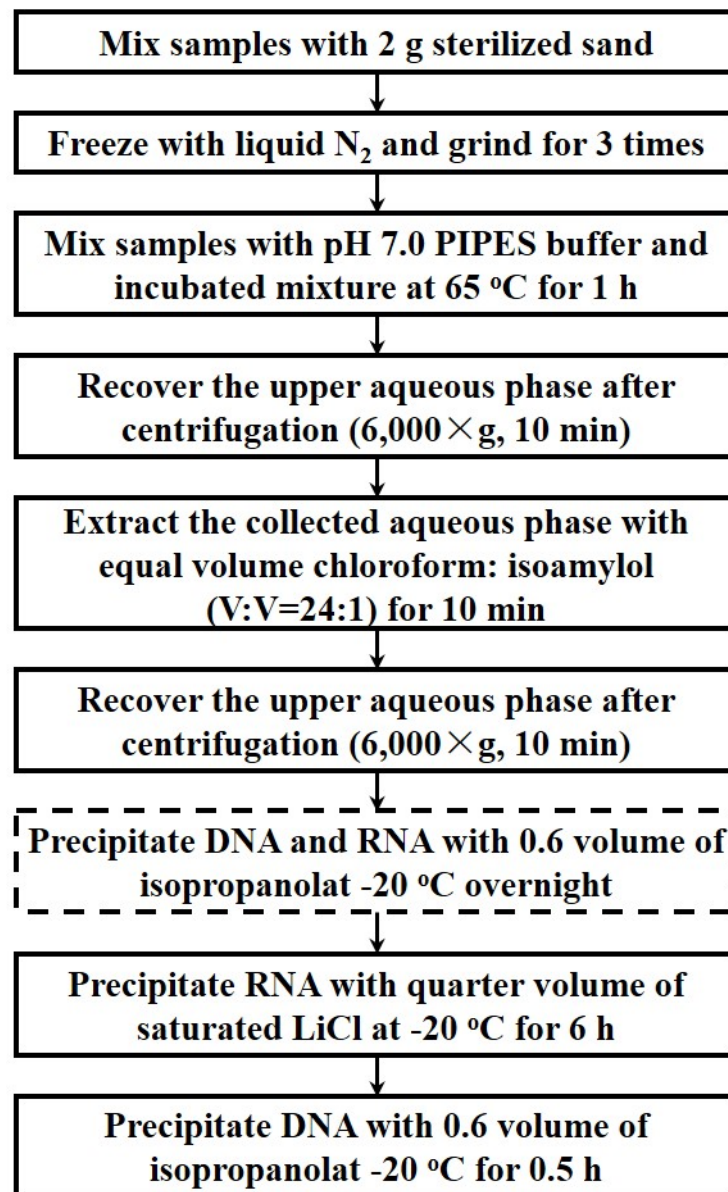 Mix samples with 2 g sterilized sand
Freeze with liquid N₂ and grind for 3 times
Mix samples with pH 7.0 PIPES buffer and
incubated mixture at 65 ºC for 1 h
Recover the upper aqueous phase after
centrifugation (6,000×g, 10 min)
Extract the collected aqueous phase with
equal volume chloroform: isoamylol
(V:V=24:1) for 10 min
Recover the upper aqueous phase after
centrifugation (6,000×g, 10 min)
Precipitate DNA and RNA with 0.6 volume of
isopropanolat -20 ºC overnight
Precipitate RNA with quarter volume of
saturated LiCl at -20 ºC for 6 h
Precipitate DNA with 0.6 volume of
isopropanolat -20 ºC for 0.5 h